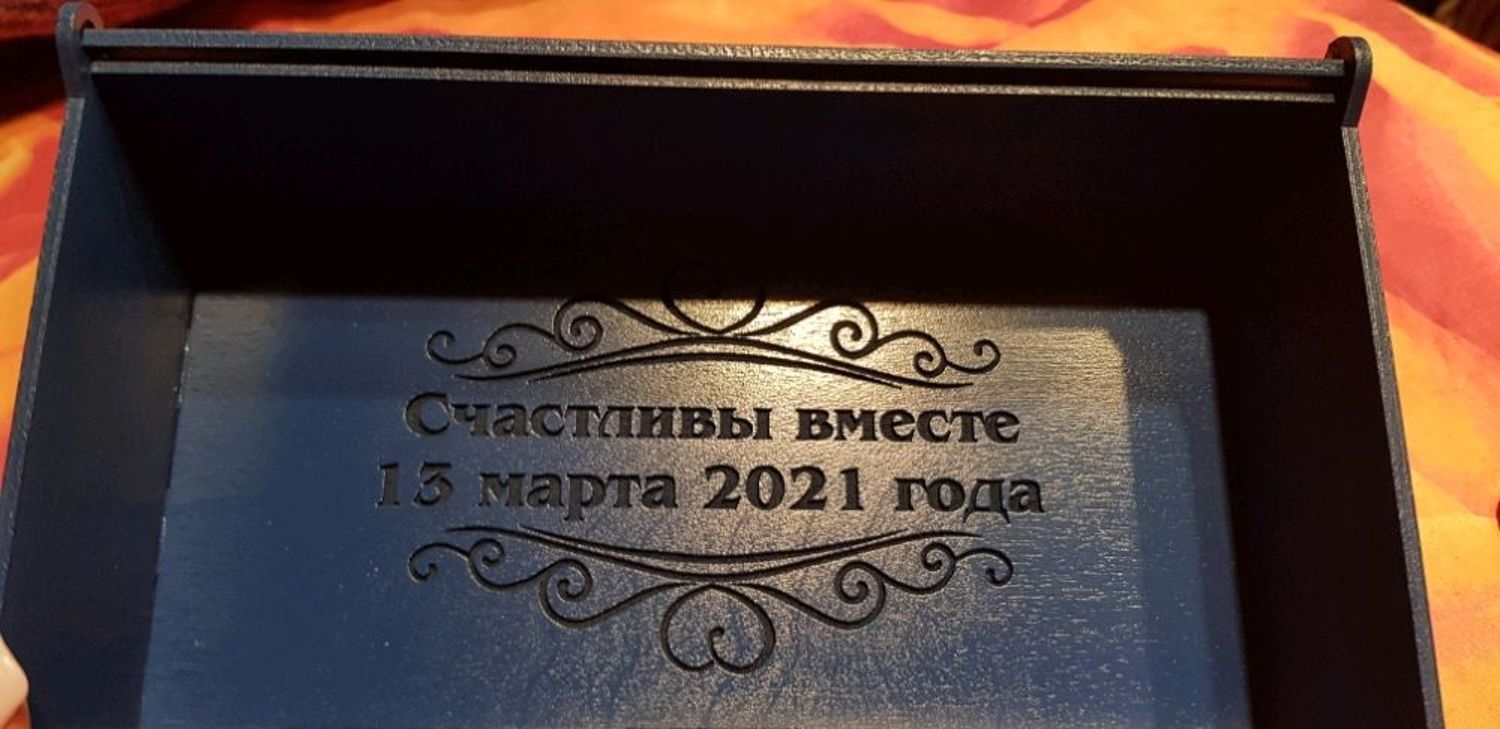 Счастливы вместе
13 марта 2021 года